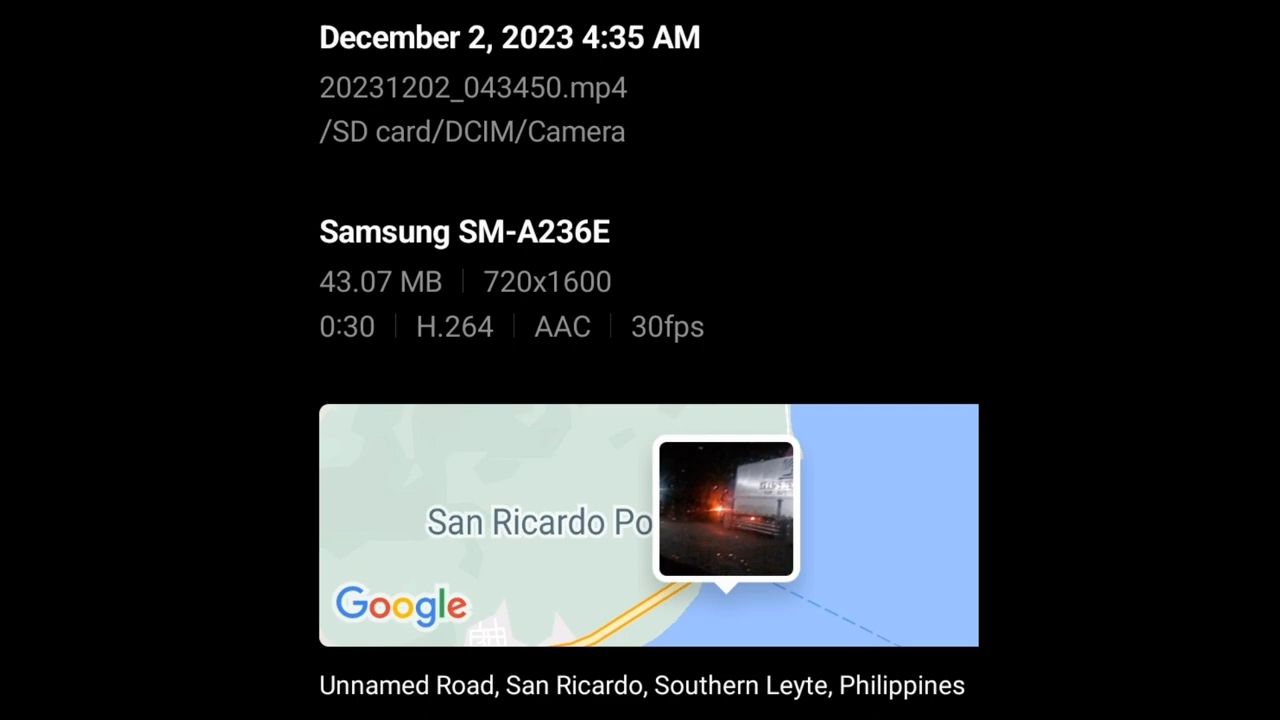 December 2, 2023 4:35 AM
20231202_043450.mp4
/SD card/DCIM/Camera
Samsung SM-A236E
43.07 MB | 720x1600
0:30 | H.264 | AAC | 30fps
San Ricardo Po
Google
Unnamed Road, San Ricardo, Southern Leyte, Philippines